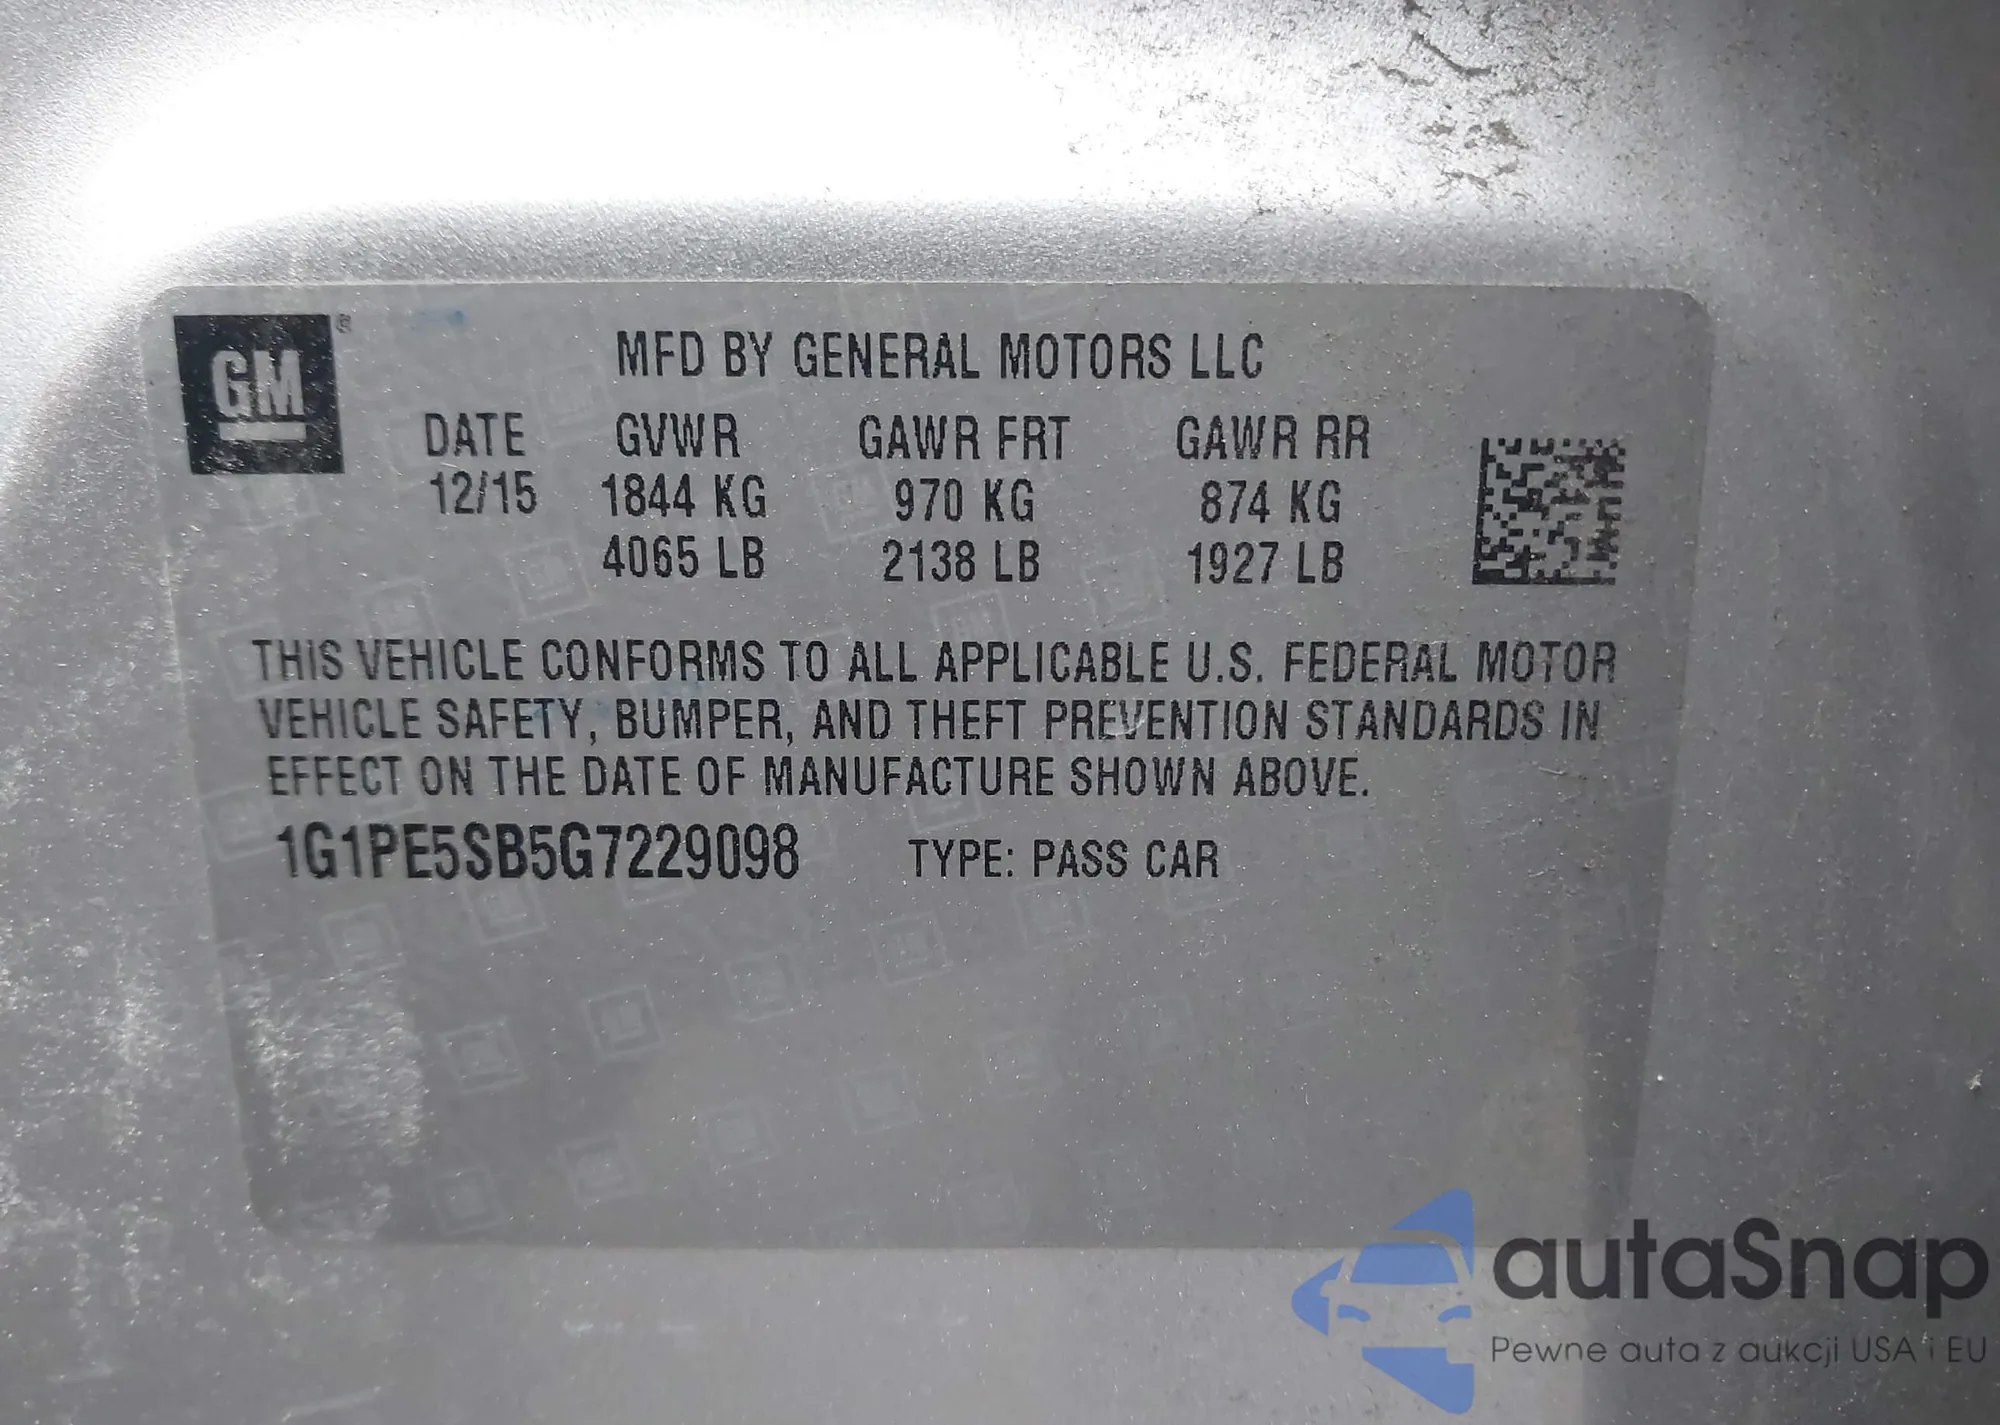 GM ®
MFD BY GENERAL MOTORS LLC
DATE GVWR GAWR FRT GAWR RR
12/15 1844 KG 970 KG 874 KG
4065 LB 2138 LB 1927 LB
THIS VEHICLE CONFORMS TO ALL APPLICABLE U.S. FEDERAL MOTOR
VEHICLE SAFETY, BUMPER, AND THEFT PREVENTION STANDARDS IN
EFFECT ON THE DATE OF MANUFACTURE SHOWN ABOVE.
1G1PE5SB5G7229098 TYPE: PASS CAR
autaSnap
Pewne auta z aukcji USA i EU